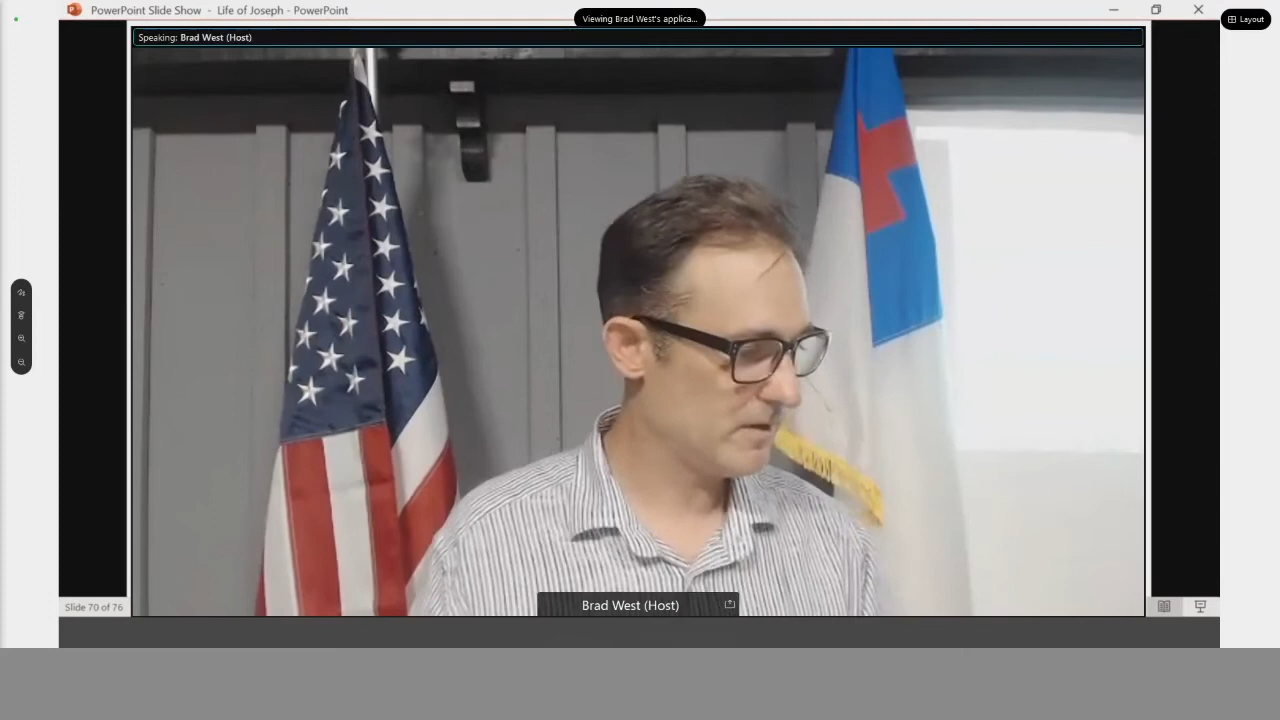 PowerPoint Slide Show - Life of Joseph - PowerPoint
Viewing Brad West's applica...
Layout
Speaking: Brad West (Host)
Brad West (Host)
Slide 70 of 76